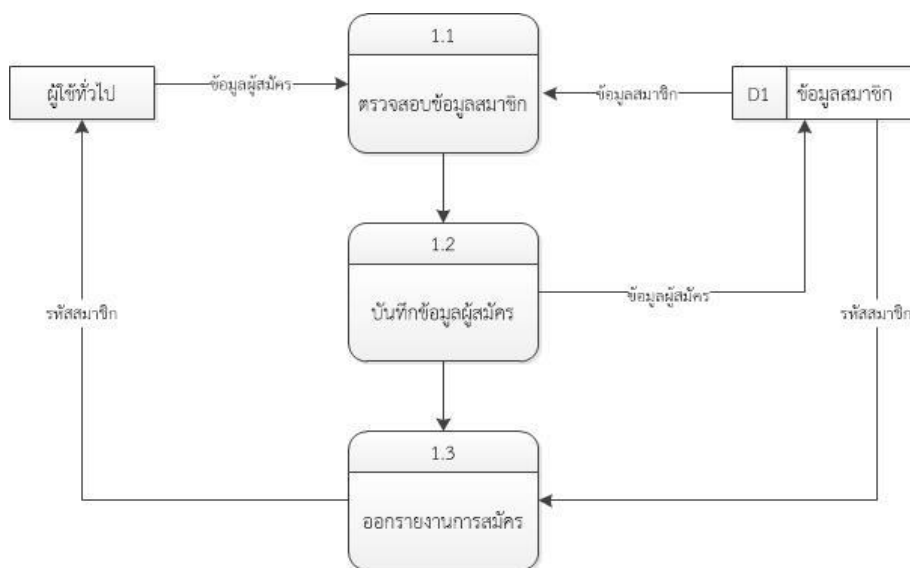 1.1
ผู้ใช้ทั่วไป
ข้อมูลผู้สมัคร
ตรวจสอบข้อมูลสมาชิก
ข้อมูลสมาชิก
D1
ข้อมูลสมาชิก
1.2
บันทึกข้อมูลผู้สมัคร
ข้อมูลผู้สมัคร
รหัสสมาชิก
รหัสสมาชิก
1.3
ออกรายงานการสมัคร